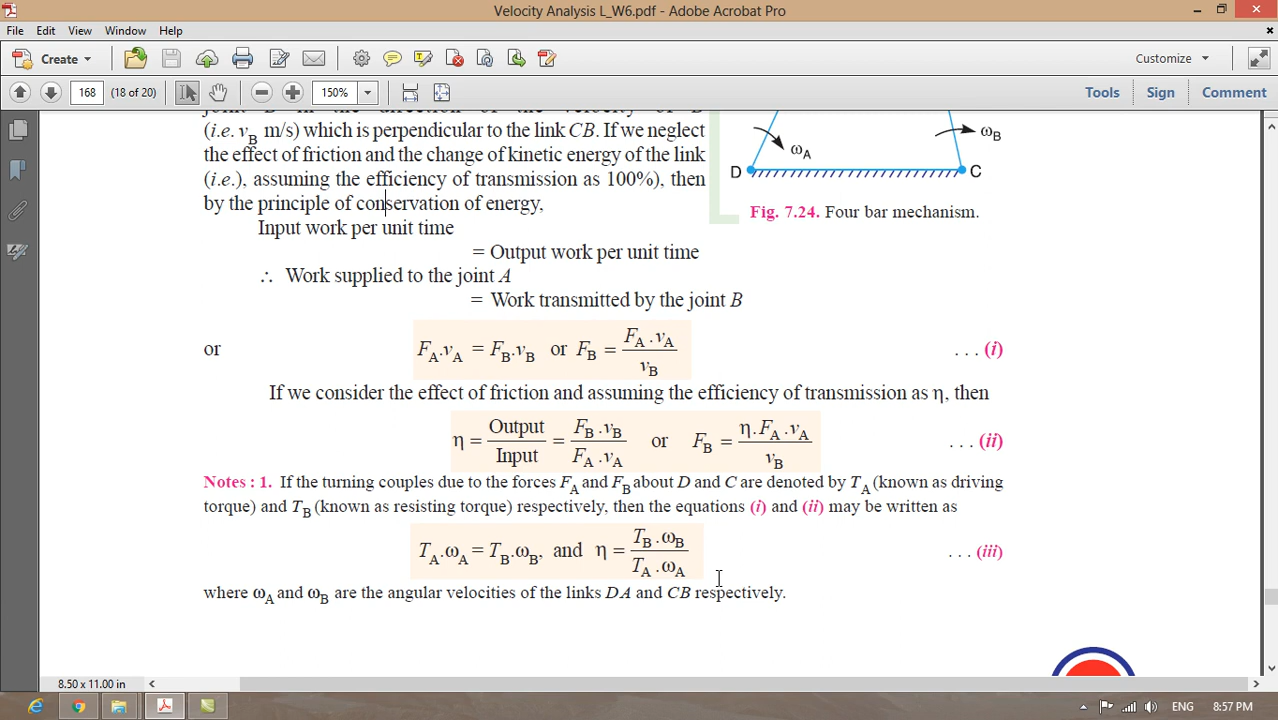 Velocity Analysis L_W6.pdf - Adobe Acrobat Pro
File Edit View Window Help
Create Customize
168 (18 of 20) 150% Tools Sign Comment
(i.e. vB m/s) which is perpendicular to the link CB. If we neglect
the effect of friction and the change of kinetic energy of the link
(i.e.), assuming the efficiency of transmission as 100%), then
by the principle of conservation of energy,
ωA
ωB
D
C
Fig. 7.24. Four bar mechanism.
Input work per unit time
= Output work per unit time
∴ Work supplied to the joint A
= Work transmitted by the joint B
or FA.vA = FB.vB or FB = FA.vA / vB . . . (i)
If we consider the effect of friction and assuming the efficiency of transmission as η, then
η = Output / Input = FB.vB / FA.vA or FB = η.FA.vA / vB . . . (ii)
Notes : 1. If the turning couples due to the forces FA and FB about D and C are denoted by TA (known as driving
torque) and TB (known as resisting torque) respectively, then the equations (i) and (ii) may be written as
TA.ωA = TB.ωB, and η = TB.ωB / TA.ωA . . . (iii)
where ωA and ωB are the angular velocities of the links DA and CB respectively.
8.50 x 11.00 in
ENG 8:57 PM